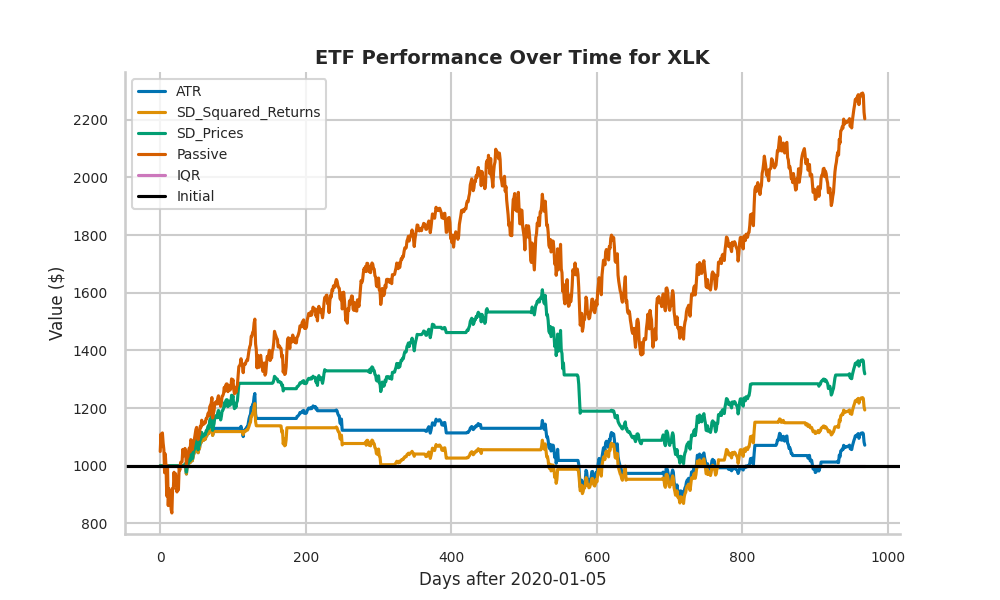 ETF Performance Over Time for XLK
ATR
SD_Squared_Returns
SD_Prices
Passive
IQR
Initial
Value ($)
2200
2000
1800
1600
1400
1200
1000
800
0 200 400 600 800 1000
Days after 2020-01-05